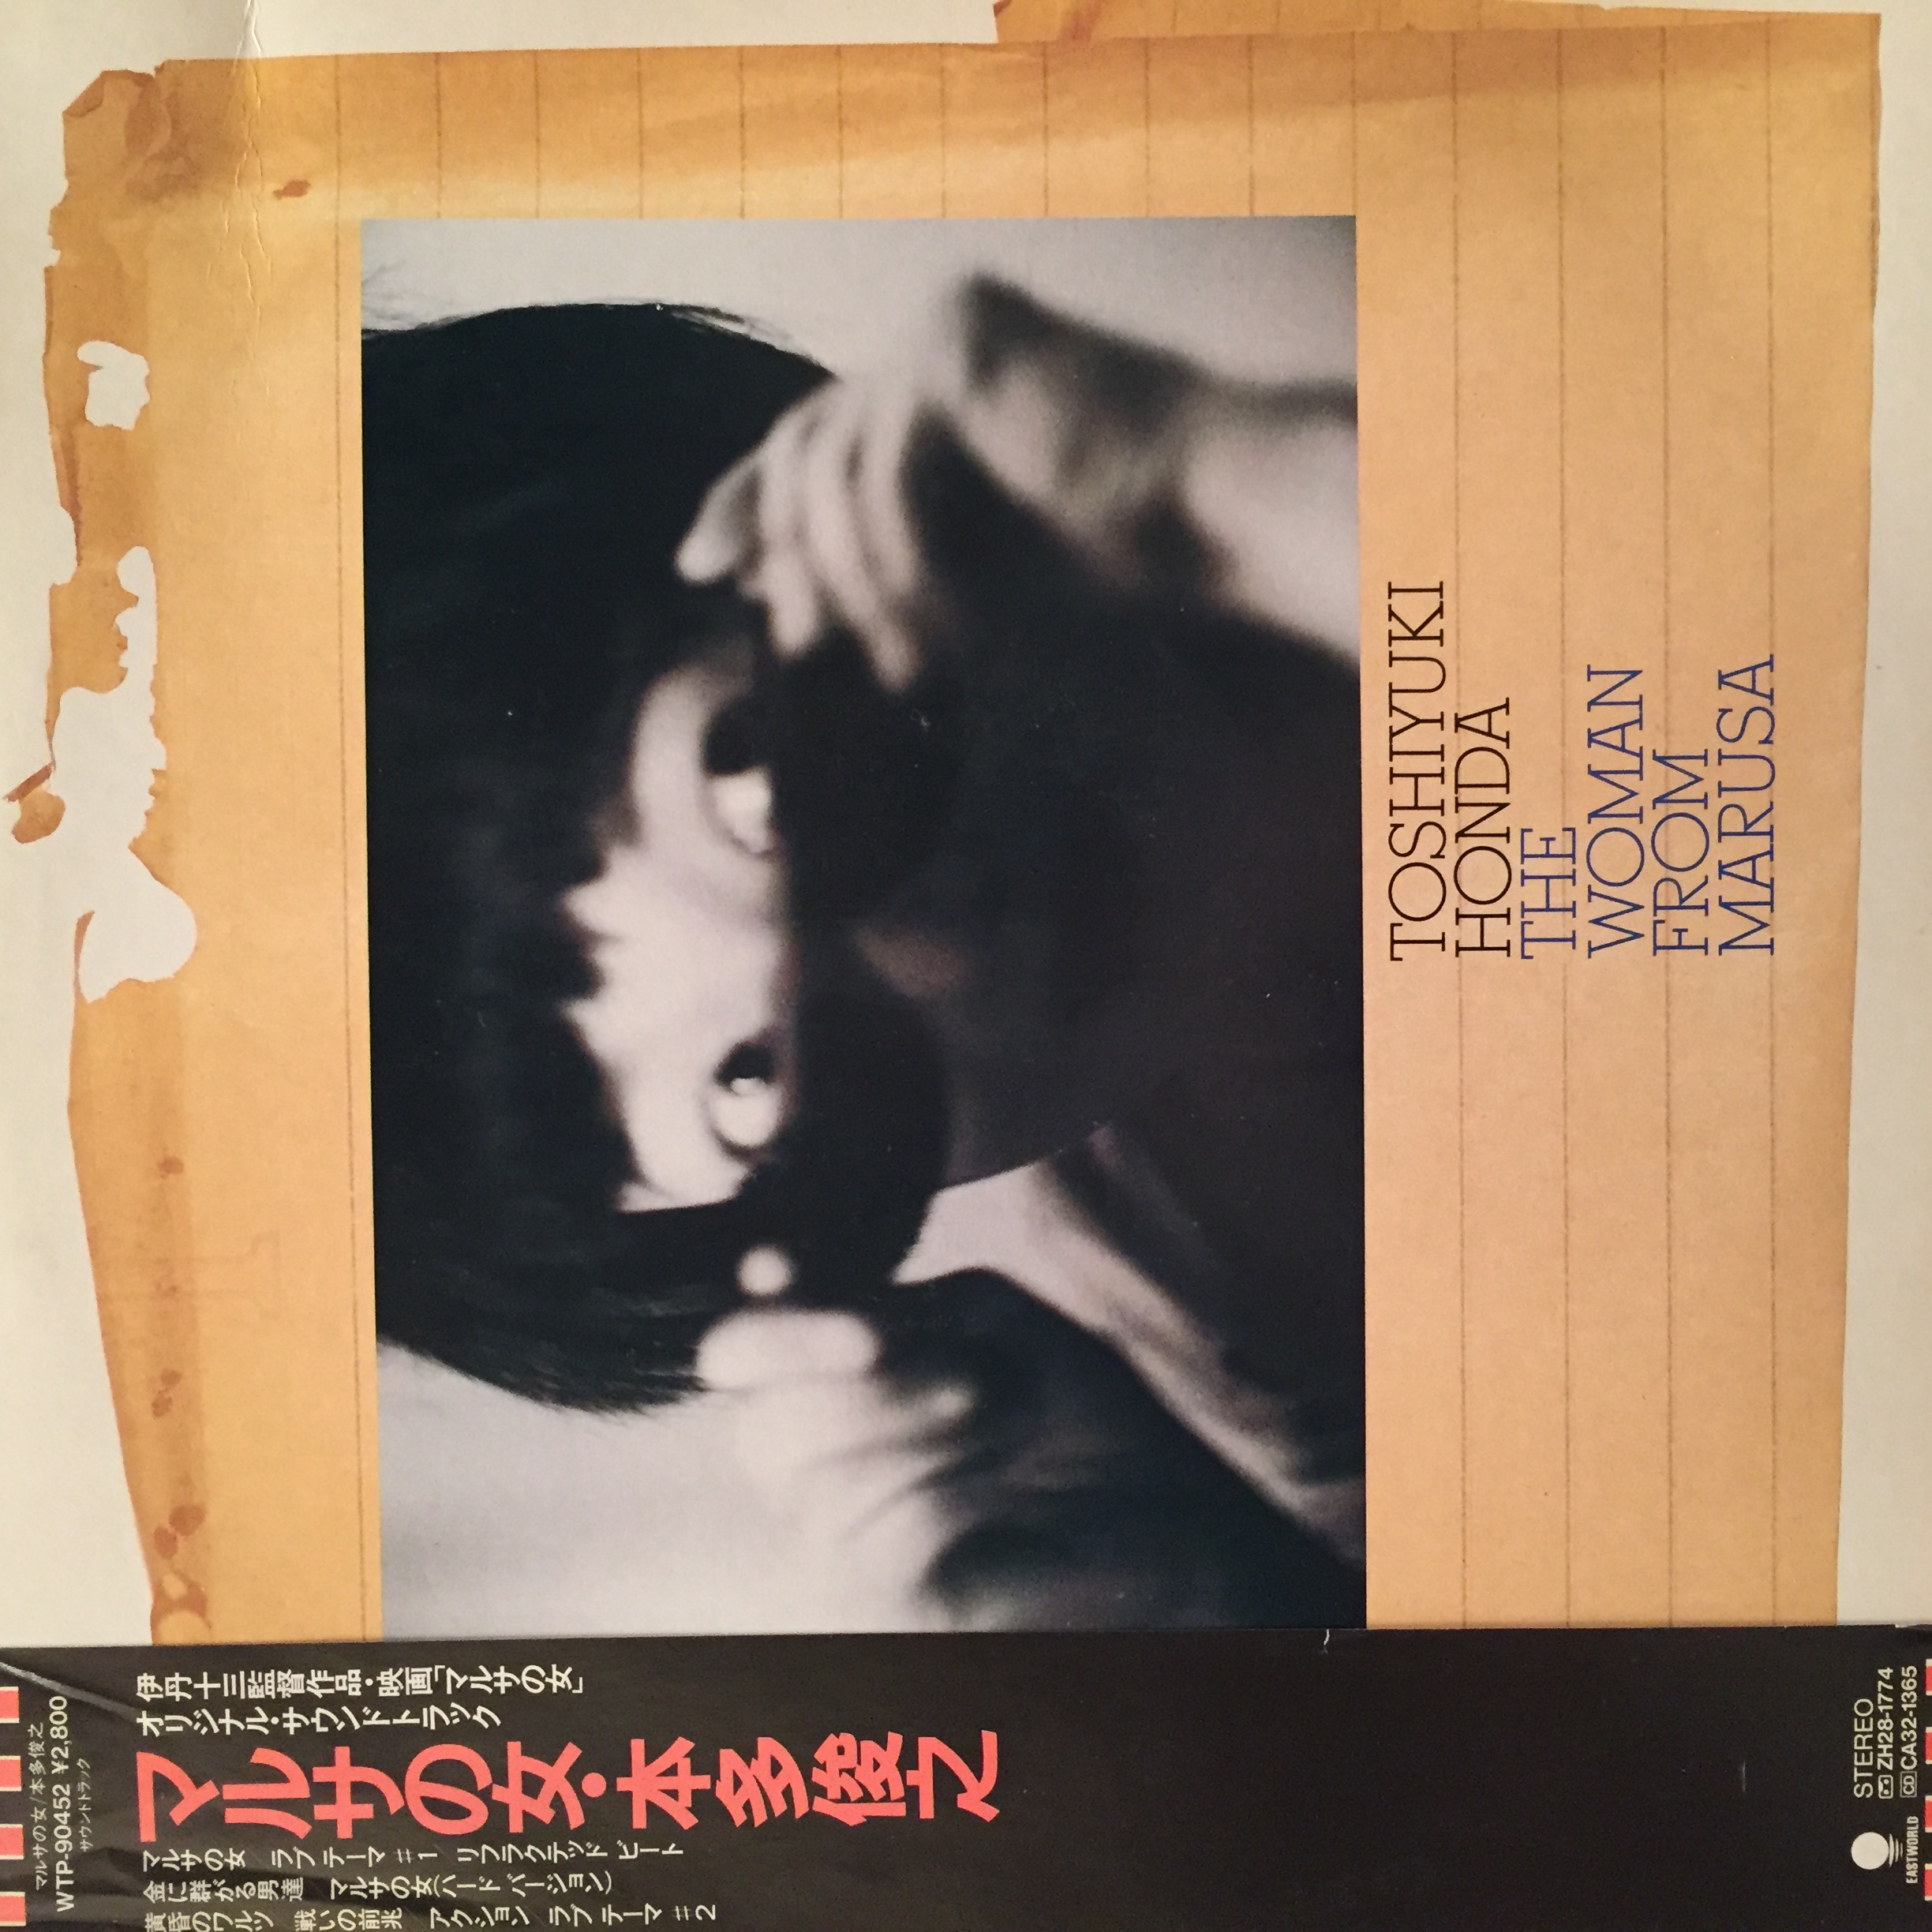 TOSHIYUKI
HONDA
THE
WOMAN
FROM
MARUSA
マルサの女/本多俊之
WTP-90452 ¥2,800
サウンドトラック
伊丹十三監督作品・映画「マルサの女」
オリジナル・サウンドトラック
マルサの女・本多俊之
マルサの女 ラブ テーマ ♯1 リフラクテッド ビート
金に群がる男達 マルサの女(ハード バージョン)
黄昏のワルツ 戦いの前兆 アクション ラブ テーマ ♯2
STEREO
ZH28-1774
CD CA32-1365
EASTWORLD